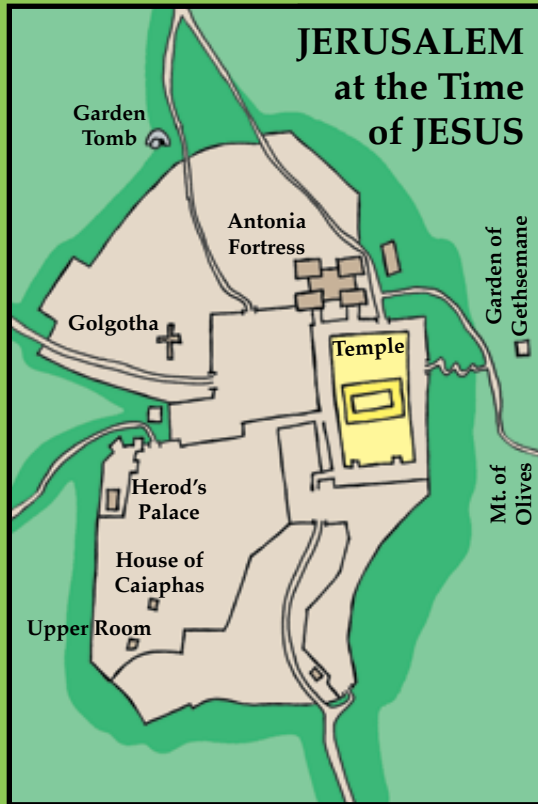 JERUSALEM
at the Time
of JESUS
Garden
Tomb
Antonia
Fortress
Garden of
Gethsemane
Golgotha
Temple
Mt. of
Olives
Herod's
Palace
House of
Caiaphas
Upper Room